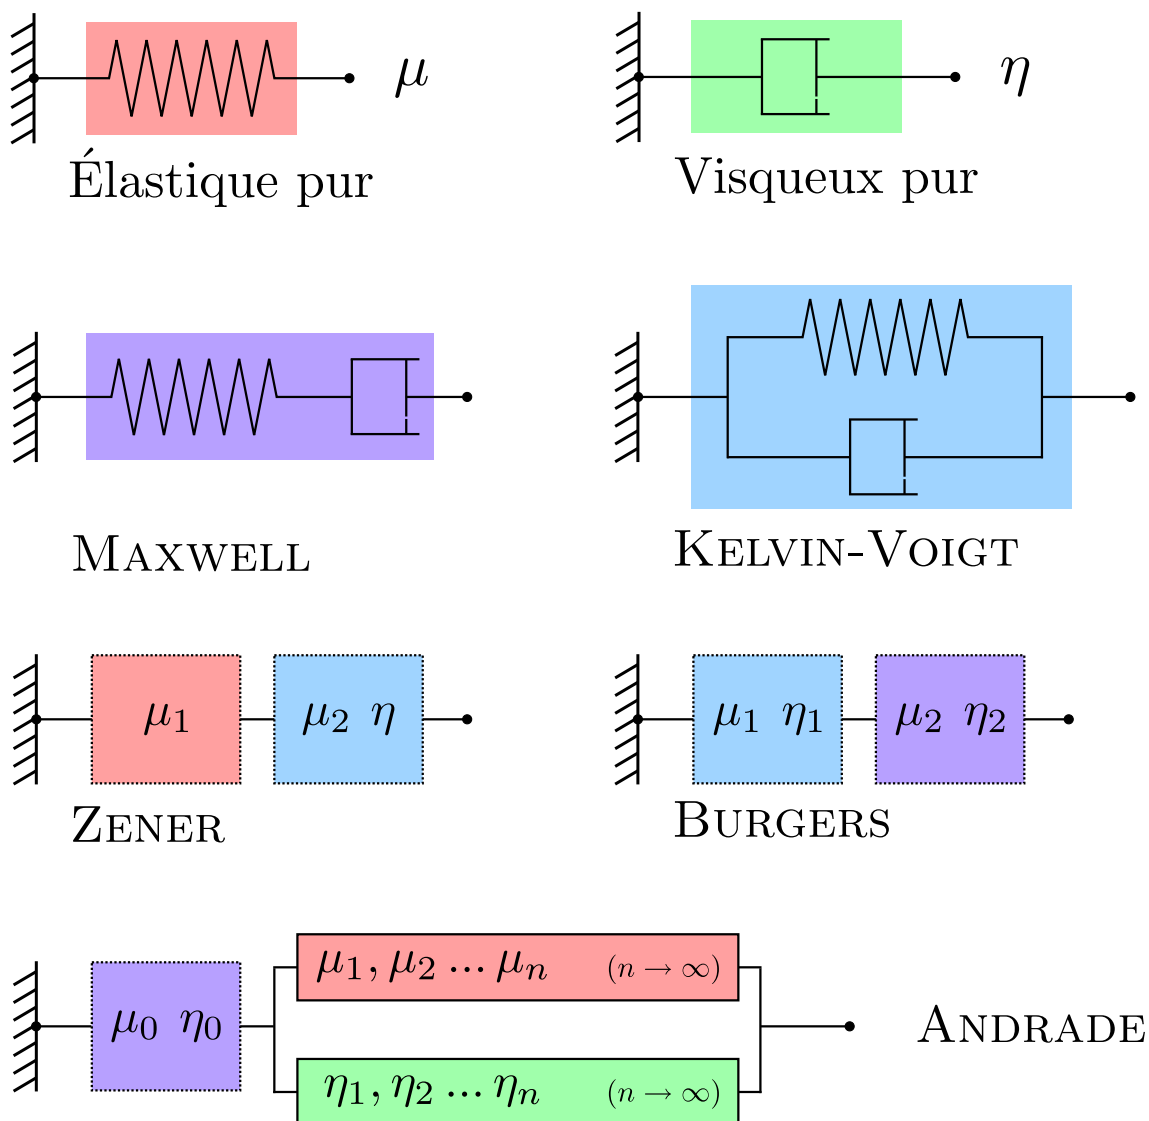 μ
η
Élastique pur
Visqueux pur
MAXWELL
KELVIN-VOIGT
μ₁
μ₂ η
μ₁ η₁
μ₂ η₂
ZENER
BURGERS
μ₁, μ₂ ... μₙ (n → ∞)
μ₀ η₀
ANDRADE
η₁, η₂ ... ηₙ (n → ∞)